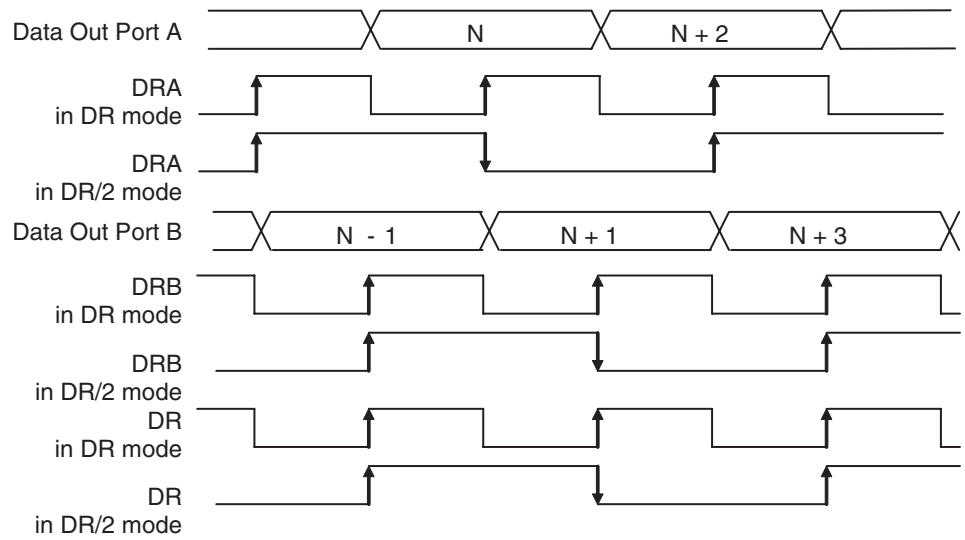 Data Out Port A
N
N + 2
DRA
in DR mode
DRA
in DR/2 mode
Data Out Port B
N - 1
N + 1
N + 3
DRB
in DR mode
DRB
in DR/2 mode
DR
in DR mode
DR
in DR/2 mode